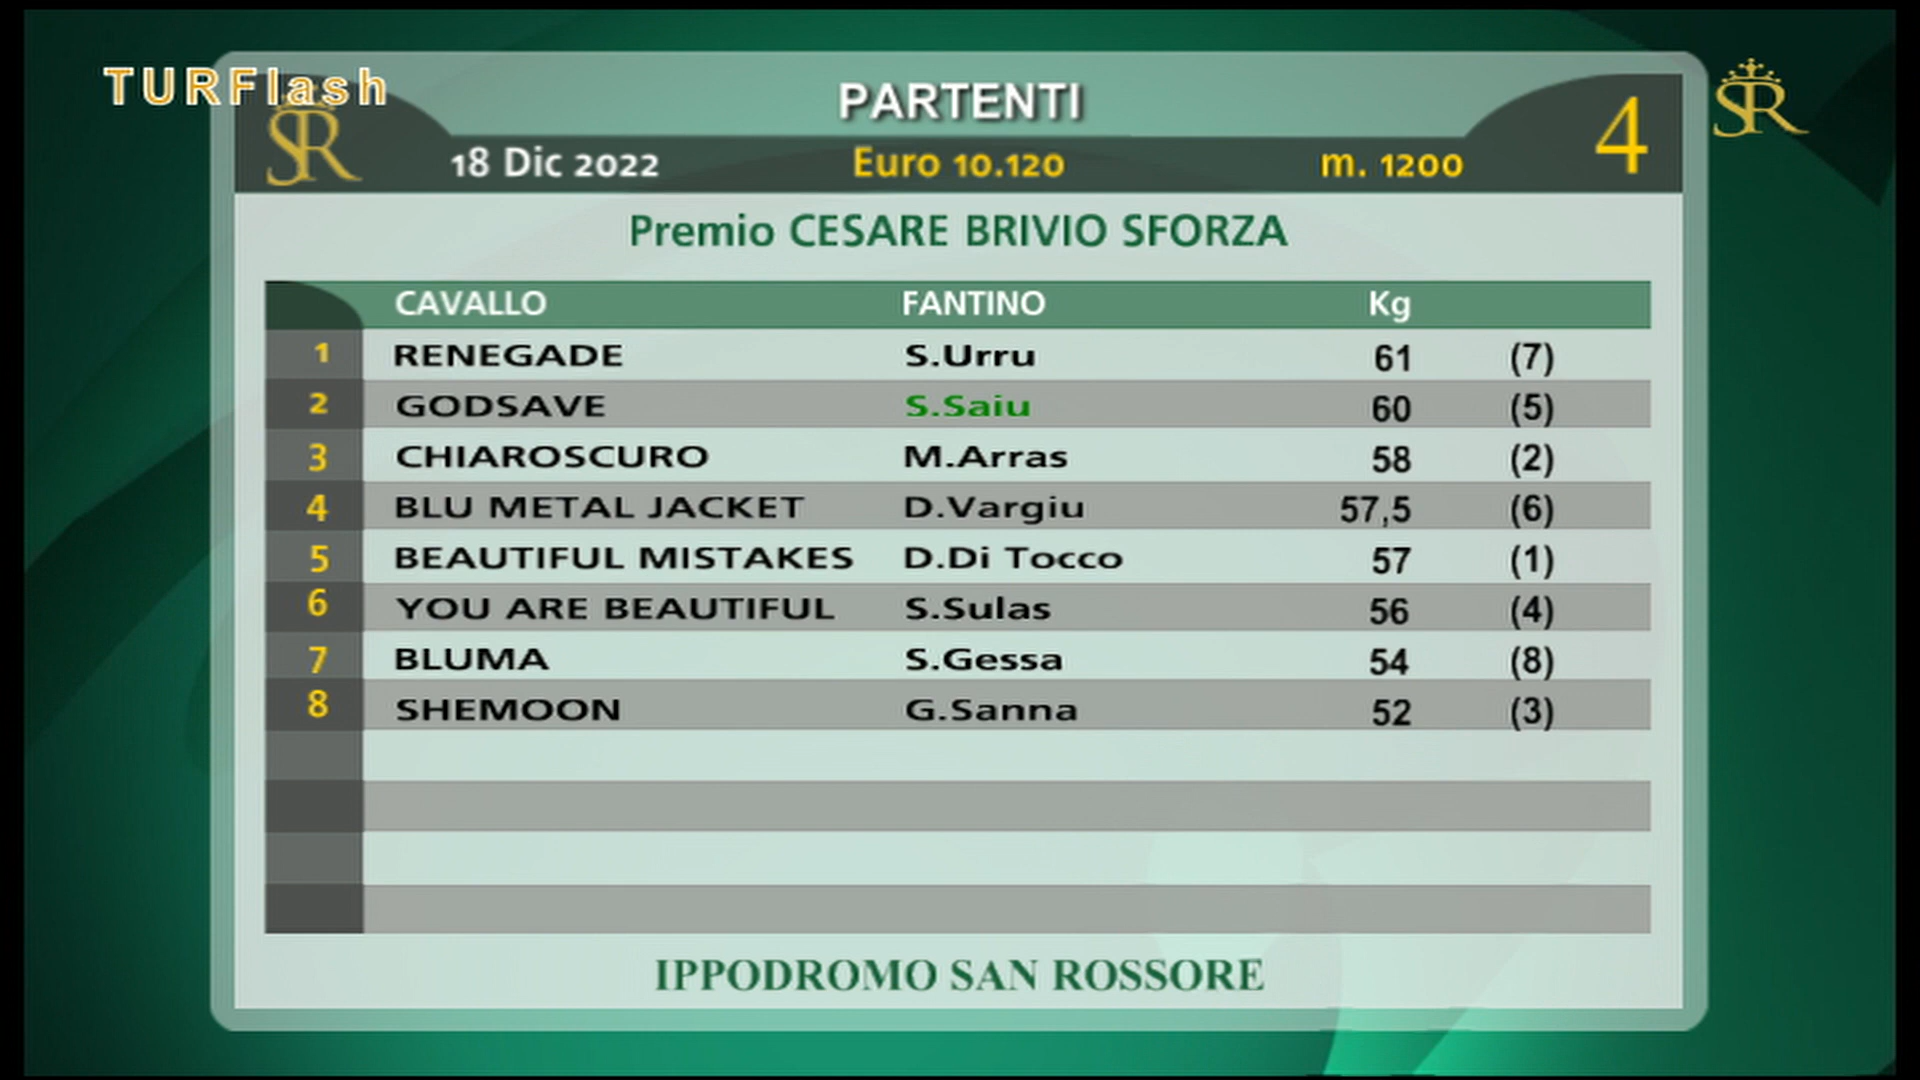 TURFlash
PARTENTI
SR
18 Dic 2022 Euro 10.120 m. 1200 4
SR
Premio CESARE BRIVIO SFORZA
CAVALLO FANTINO Kg
1 RENEGADE S.Urru 61 (7)
2 GODSAVE S.Saiu 60 (5)
3 CHIAROSCURO M.Arras 58 (2)
4 BLU METAL JACKET D.Vargiu 57,5 (6)
5 BEAUTIFUL MISTAKES D.Di Tocco 57 (1)
6 YOU ARE BEAUTIFUL S.Sulas 56 (4)
7 BLUMA S.Gessa 54 (8)
8 SHEMOON G.Sanna 52 (3)
IPPODROMO SAN ROSSORE